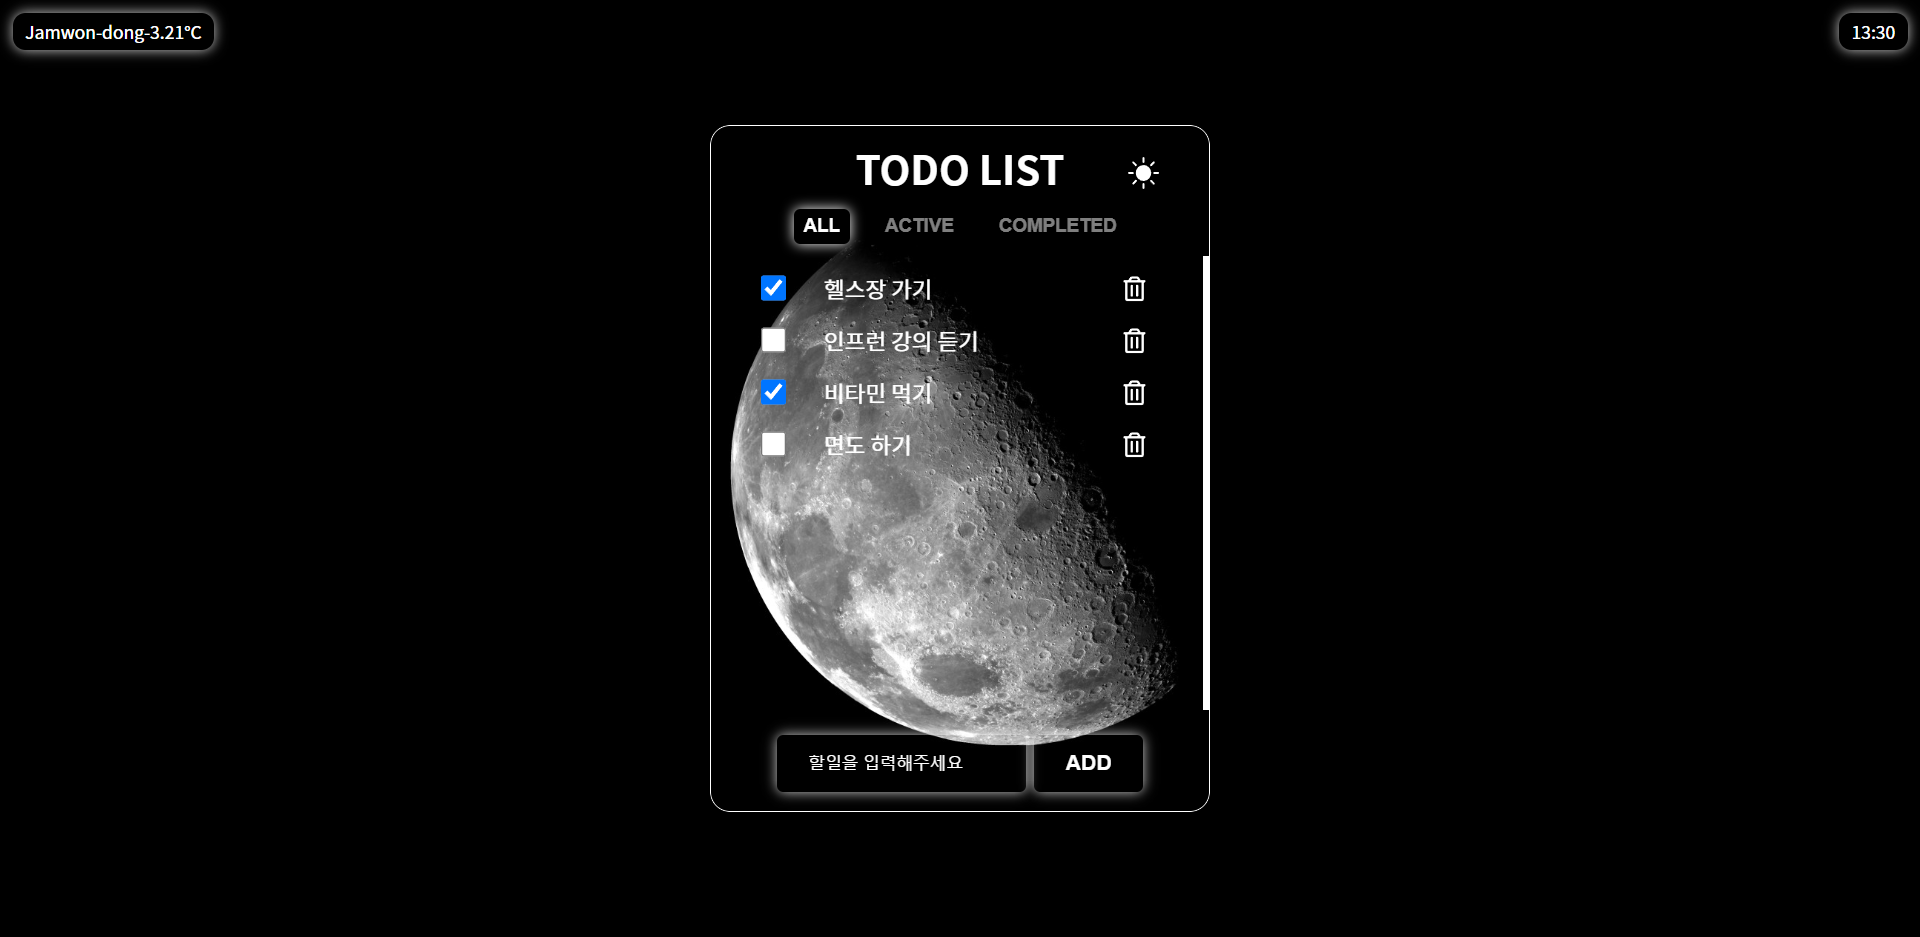 Jamwon-dong-3.21℃
13:30
TODO LIST
ALL ACTIVE COMPLETED
헬스장 가기
인프런 강의 듣기
비타민 먹기
면도 하기
할일을 입력해주세요 ADD